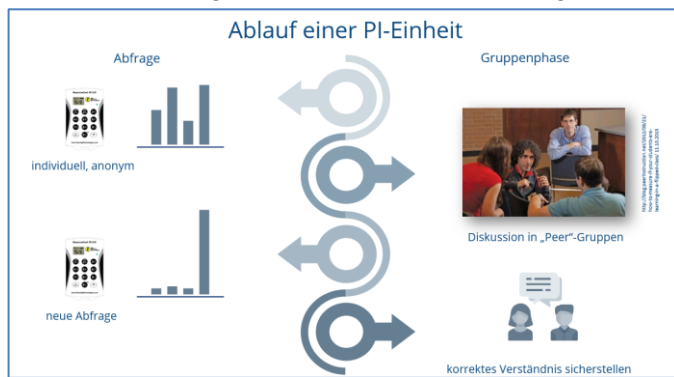 Ablauf einer PI-Einheit
Abfrage
Gruppenphase
individuell, anonym
Diskussion in „Peer“-Gruppen
neue Abfrage
korrektes Verständnis sicherstellen